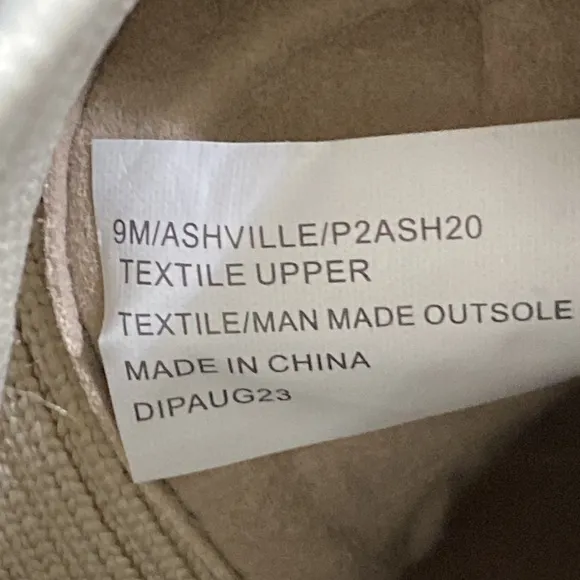 9M/ASHVILLE/P2ASH20
TEXTILE UPPER
TEXTILE/MAN MADE OUTSOLE
MADE IN CHINA
DIPAUG23